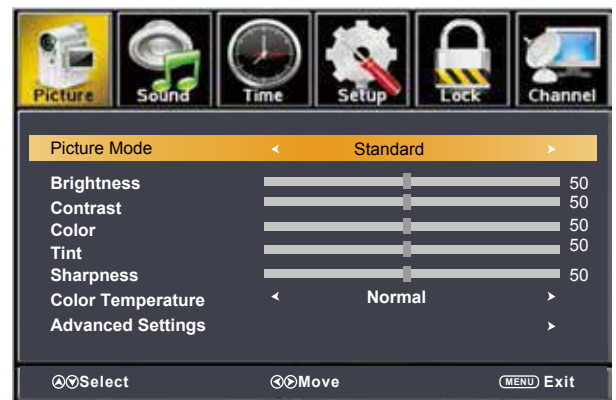 Picture Sound Time Setup Lock Channel
Picture Mode Standard
Brightness 50
Contrast 50
Color 50
Tint 50
Sharpness 50
Color Temperature Normal
Advanced Settings
Select Move MENU Exit